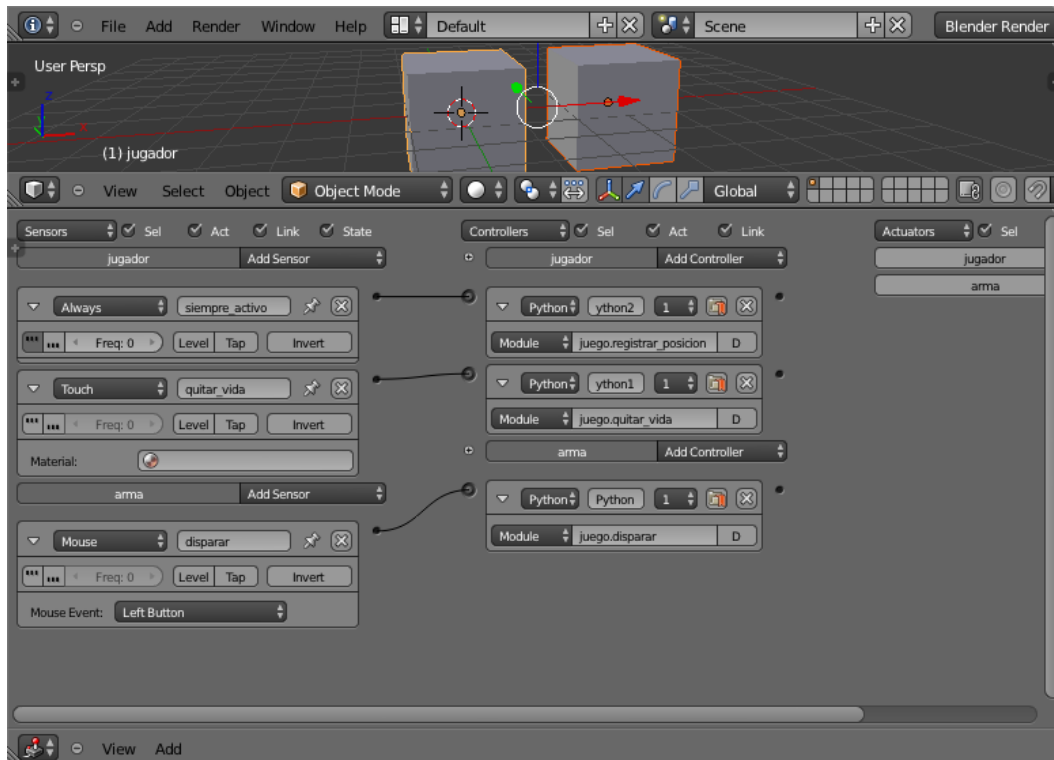 File Add Render Window Help Default Scene Blender Render
User Persp
z
x
(1) jugador
View Select Object Object Mode Global
Sensors Sel Act Link State Controllers Sel Act Link Actuators Sel
jugador Add Sensor jugador Add Controller jugador
arma
Always siempre_activo Python ython2 1
Freq: 0 Level Tap Invert Module juego.registrar_posicion D
Touch quitar_vida Python ython1 1
Freq: 0 Level Tap Invert Module juego.quitar_vida D
Material: arma Add Controller
arma Add Sensor Python Python 1
Mouse disparar Module juego.disparar D
Freq: 0 Level Tap Invert
Mouse Event: Left Button
View Add